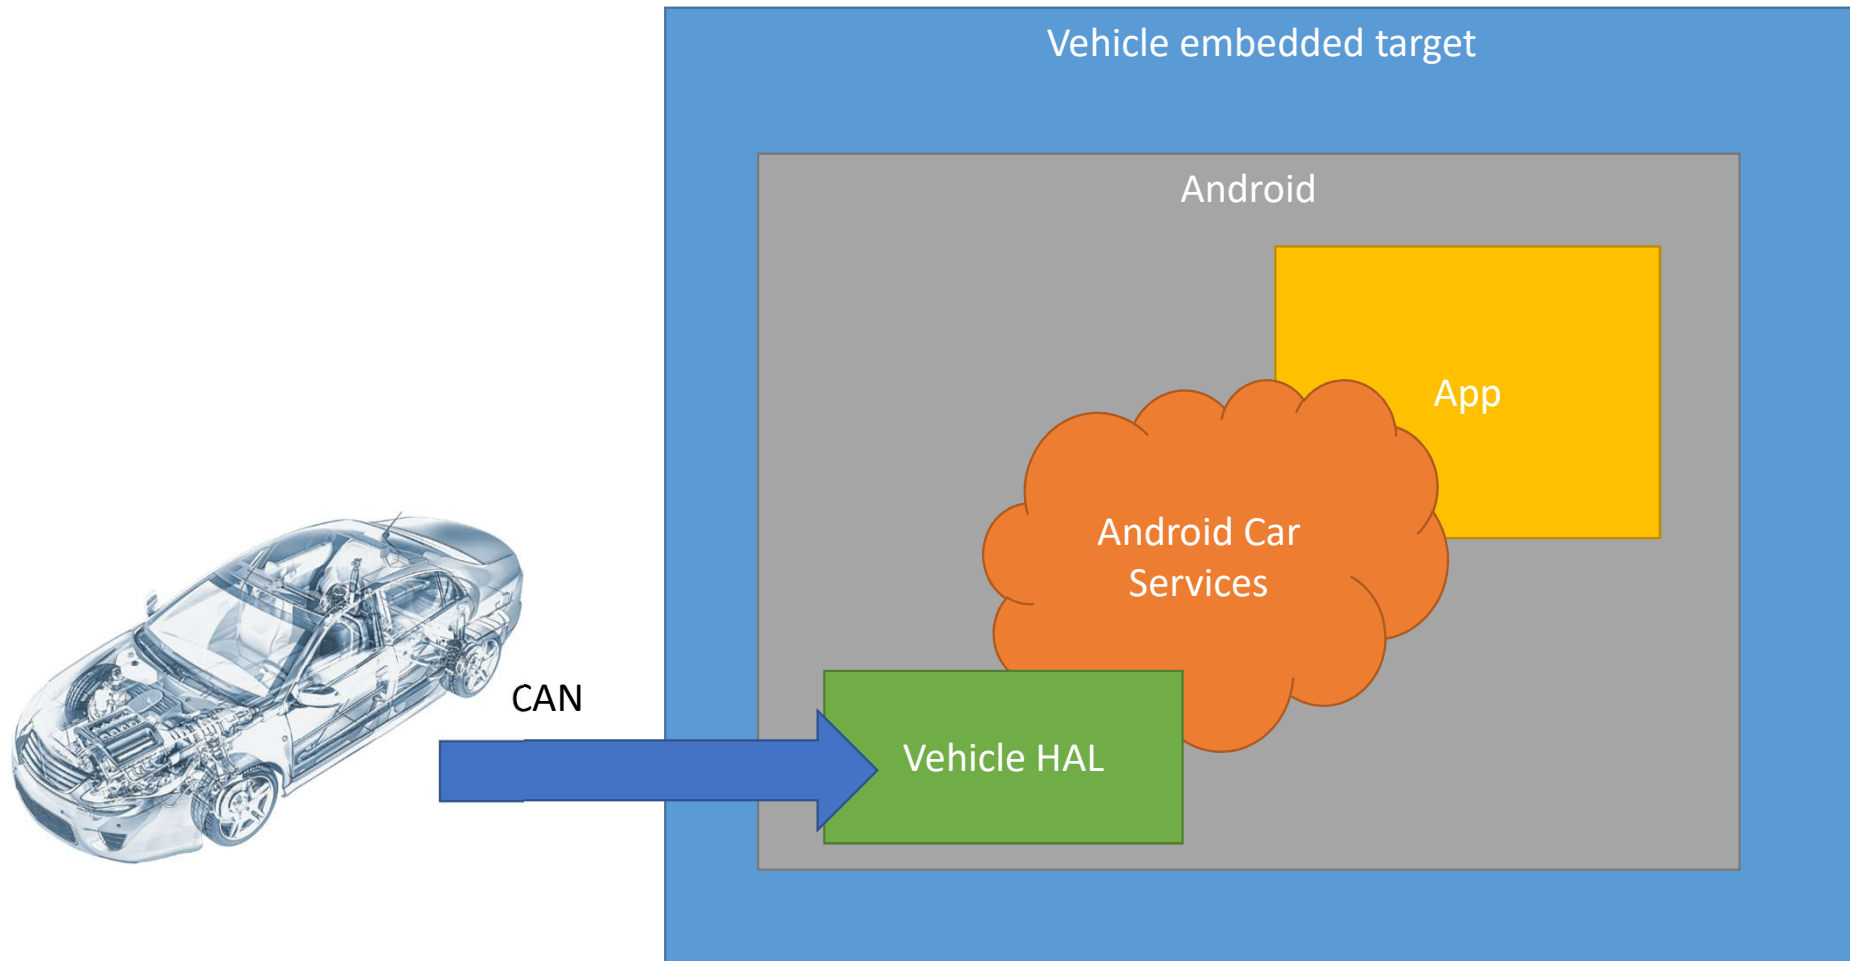 Vehicle embedded target
Android
App
Android Car
Services
CAN
Vehicle HAL